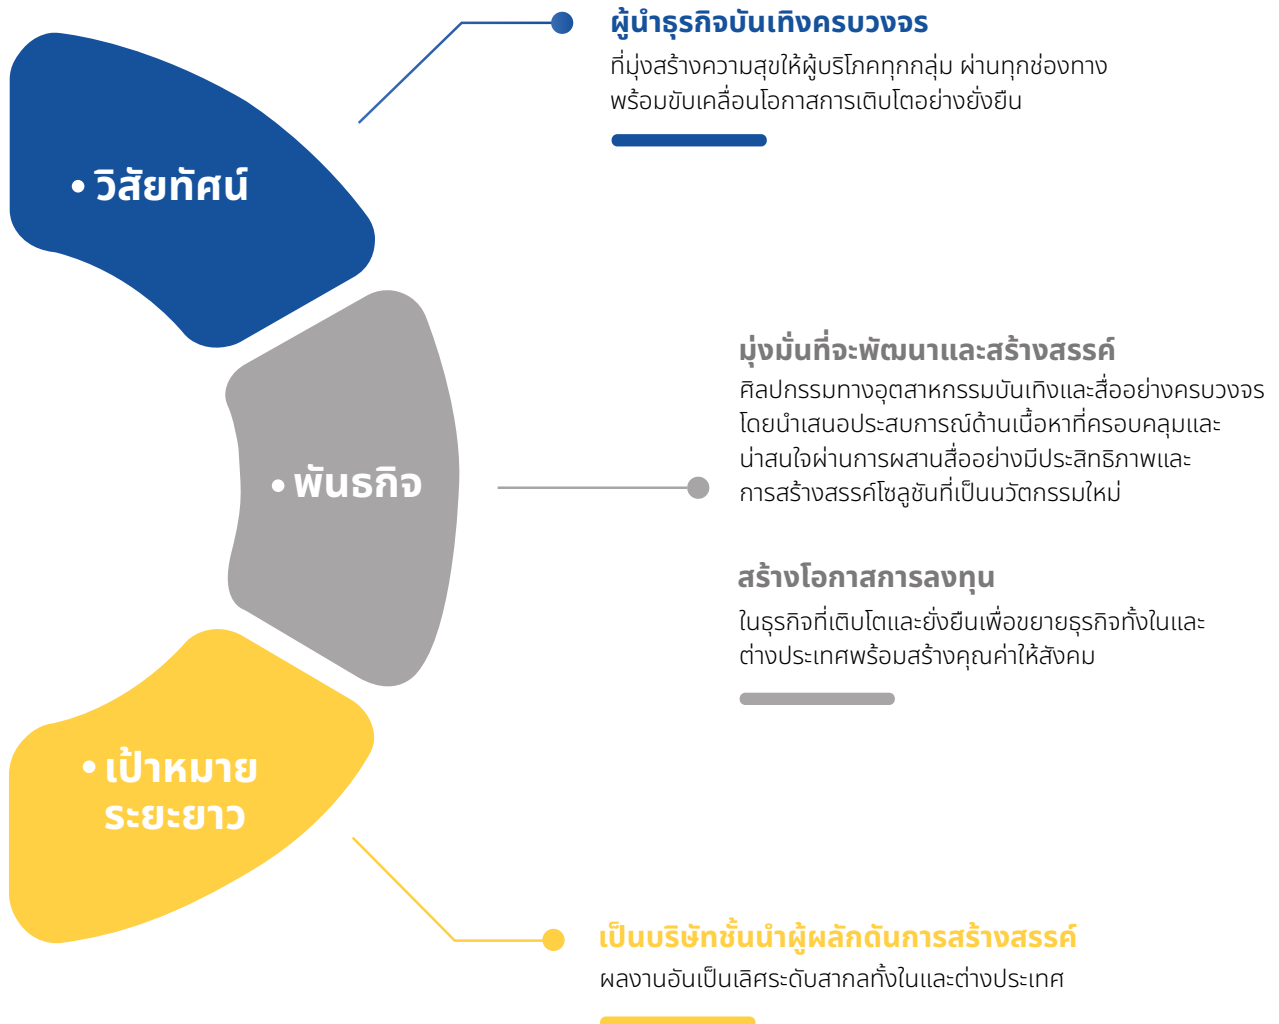 ผู้นำธุรกิจบันเทิงครบวงจร
ที่มุ่งสร้างความสุขให้ผู้บริโภคทุกกลุ่ม ผ่านทุกช่องทาง
พร้อมขับเคลื่อนโอกาสการเติบโตอย่างยั่งยืน
• วิสัยทัศน์
มุ่งมั่นที่จะพัฒนาและสร้างสรรค์
ศิลปกรรมทางอุตสาหกรรมบันเทิงและสื่ออย่างครบวงจร
โดยนำเสนอประสบการณ์ด้านเนื้อหาที่ครอบคลุมและ
น่าสนใจผ่านการผสานสื่ออย่างมีประสิทธิภาพและ
การสร้างสรรค์โซลูชันที่เป็นนวัตกรรมใหม่
• พันธกิจ
สร้างโอกาสการลงทุน
ในธุรกิจที่เติบโตและยั่งยืนเพื่อขยายธุรกิจทั้งในและ
ต่างประเทศพร้อมสร้างคุณค่าให้สังคม
• เป้าหมาย
ระยะยาว
เป็นบริษัทชั้นนำผู้ผลักดันการสร้างสรรค์
ผลงานอันเป็นเลิศระดับสากลทั้งในและต่างประเทศ